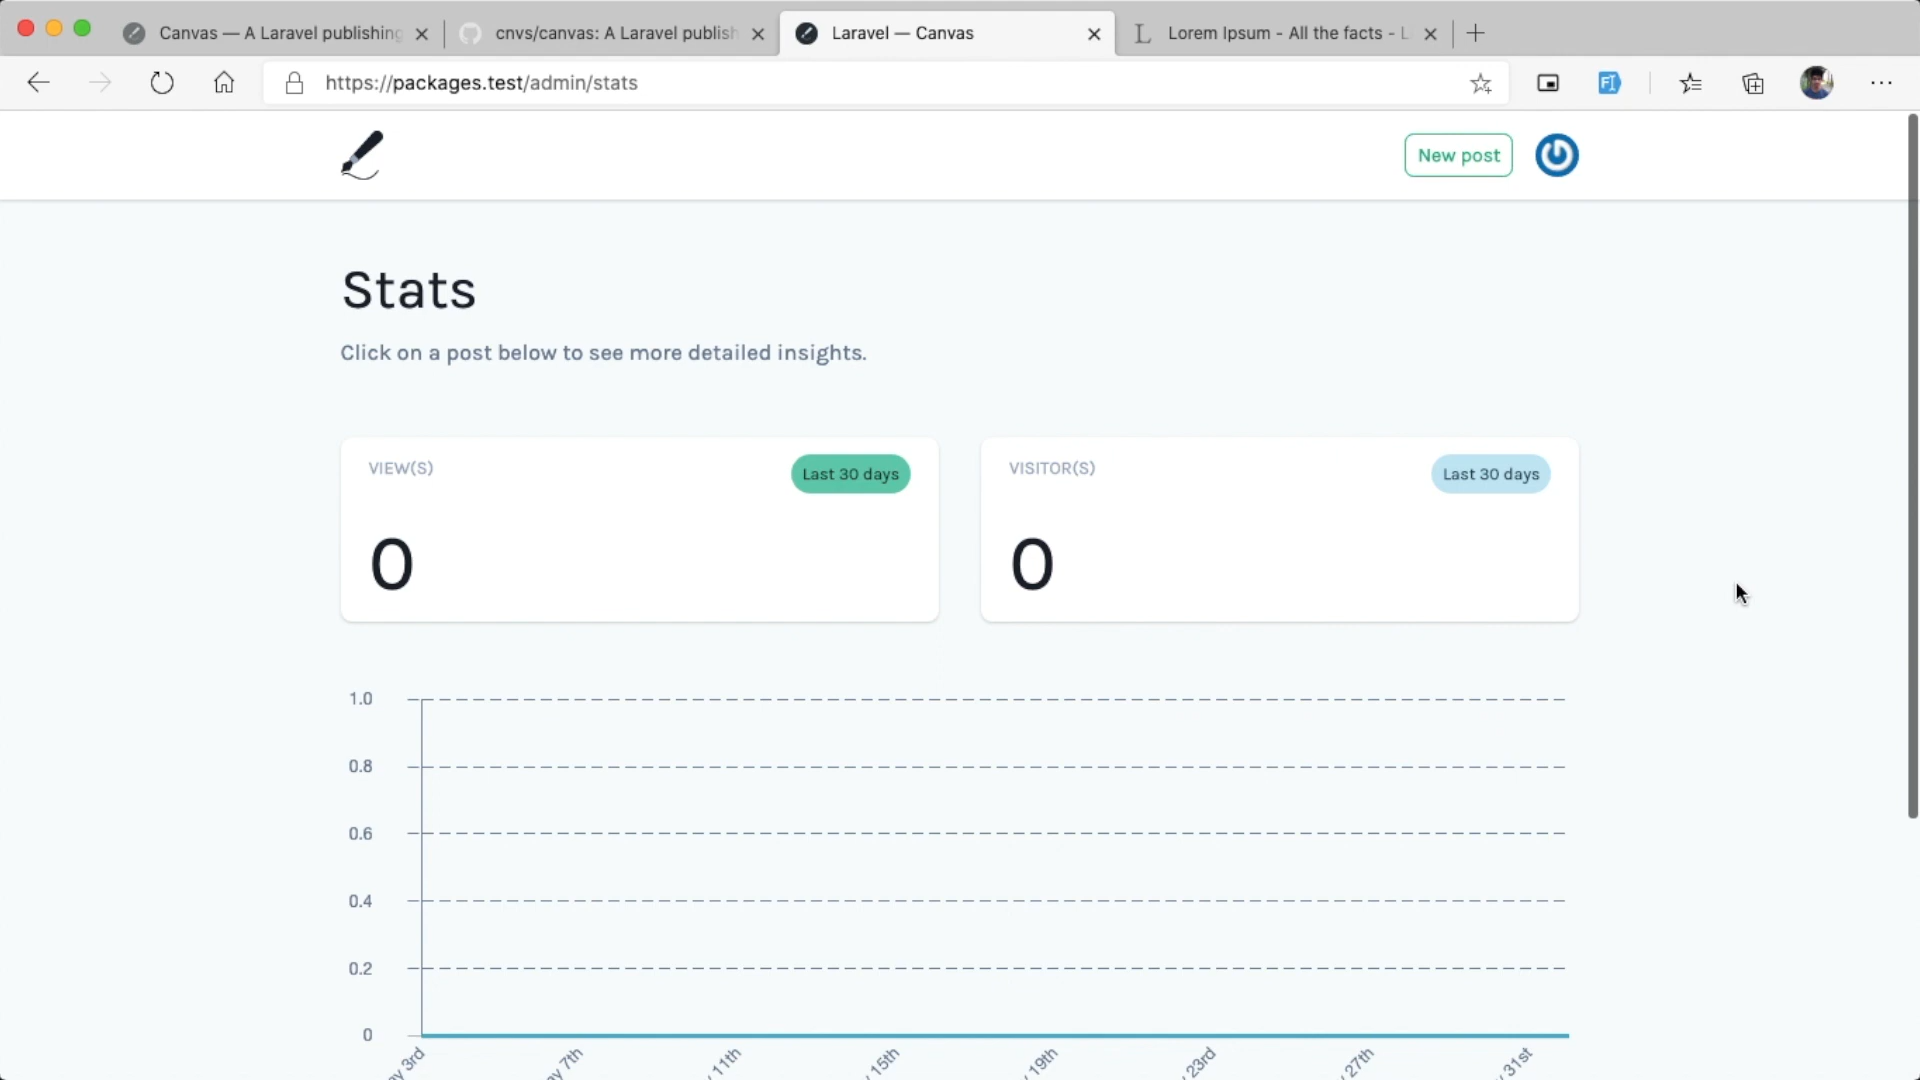 Canvas — A Laravel publishing
cnvs/canvas: A Laravel publish
Laravel — Canvas
Lorem Ipsum - All the facts - L
https://packages.test/admin/stats
New post
Stats
Click on a post below to see more detailed insights.
VIEW(S)
Last 30 days
0
VISITOR(S)
Last 30 days
0
1.0
0.8
0.6
0.4
0.2
0
y 3rd
y 7th
11th
15th
19th
23rd
27th
31st